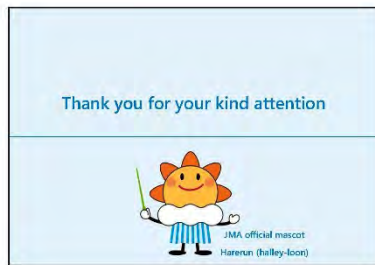 Thank you for your kind attention
JMA official mascot
Harerun (halley-loon)